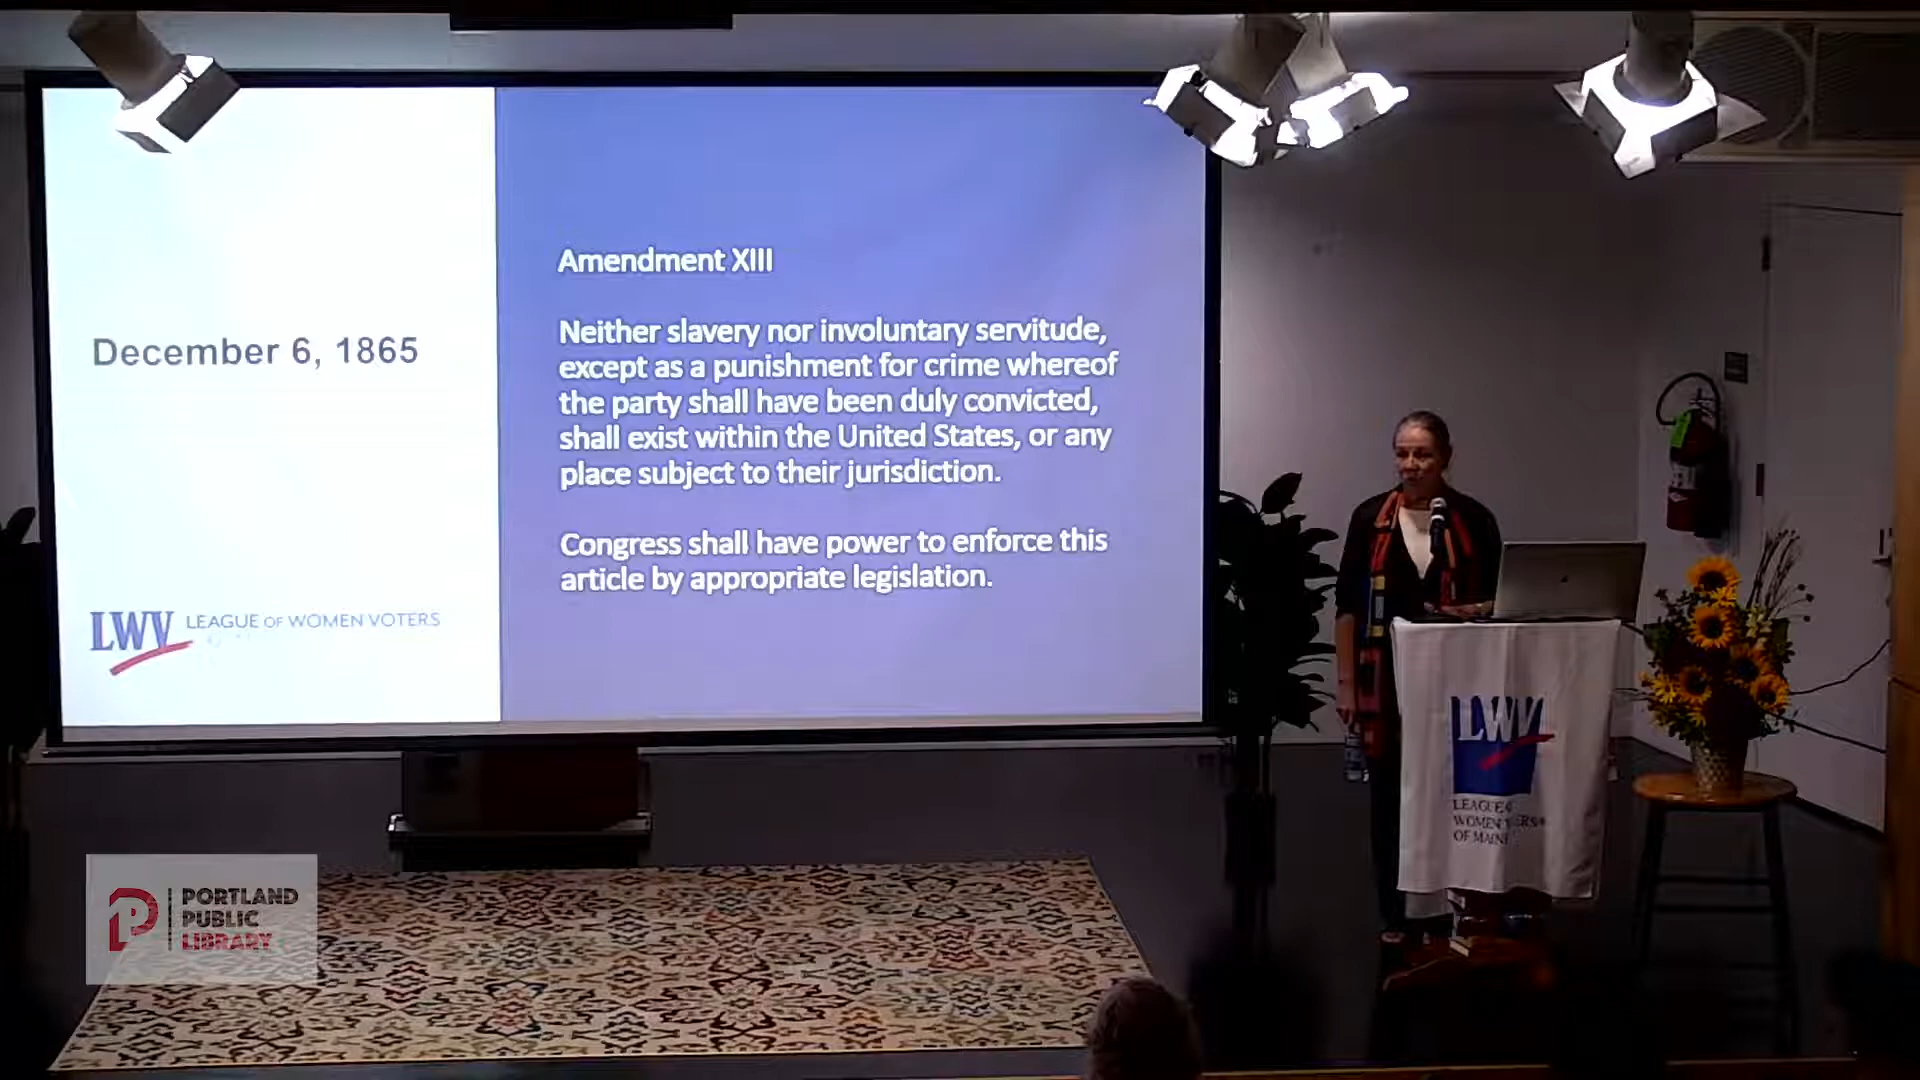 December 6, 1865
LWV LEAGUE OF WOMEN VOTERS
Amendment XIII
Neither slavery nor involuntary servitude,
except as a punishment for crime whereof
the party shall have been duly convicted,
shall exist within the United States, or any
place subject to their jurisdiction.
Congress shall have power to enforce this
article by appropriate legislation.
LWV
LEAGUE
WOMEN
OF MAINE
PORTLAND
PUBLIC
LIBRARY